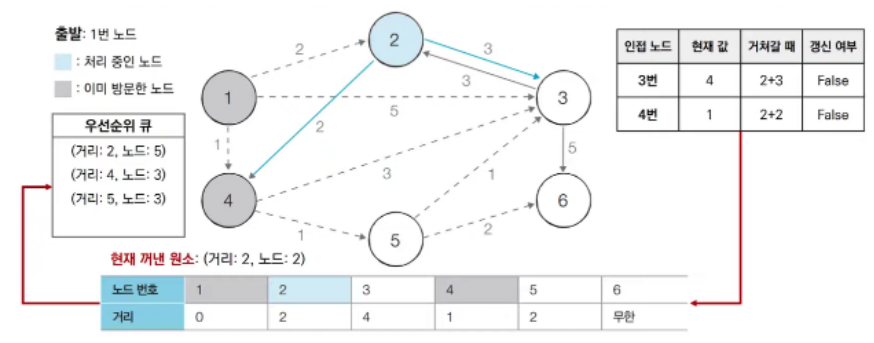 출발: 1번 노드
: 처리 중인 노드
: 이미 방문한 노드
우선순위 큐
(거리: 2, 노드: 5)
(거리: 4, 노드: 3)
(거리: 5, 노드: 3)
1
2
3
4
5
6
2
5
1
2
3
3
3
1
1
2
5
인접 노드 현재 값 거쳐갈 때 갱신 여부
3번 4 2+3 False
4번 1 2+2 False
현재 꺼낸 원소: (거리: 2, 노드: 2)
노드 번호 1 2 3 4 5 6
거리 0 2 4 1 2 무한